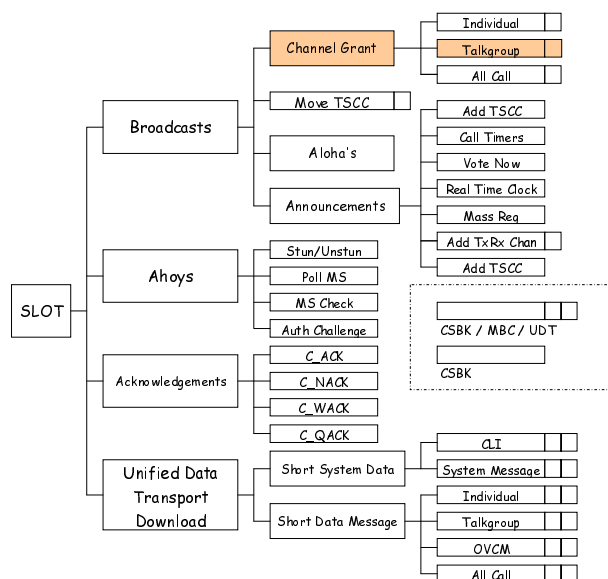 SLOT
Broadcasts
Channel Grant
Individual
Talkgroup
All Call
Move TSCC
Aloha's
Announcements
Add TSCC
Call Timers
Vote Now
Real Time Clock
Mass Reg
Add TxRx Chan
Add TSCC
Ahoys
Stun/Unstun
Poll MS
MS Check
Auth Challenge
Acknowledgements
C_ACK
C_NACK
C_WACK
C_QACK
Unified Data
Transport
Download
Short System Data
CLI
System Message
Short Data Message
Individual
Talkgroup
OVCM
All Call
CSBK / MBC / UDT
CSBK